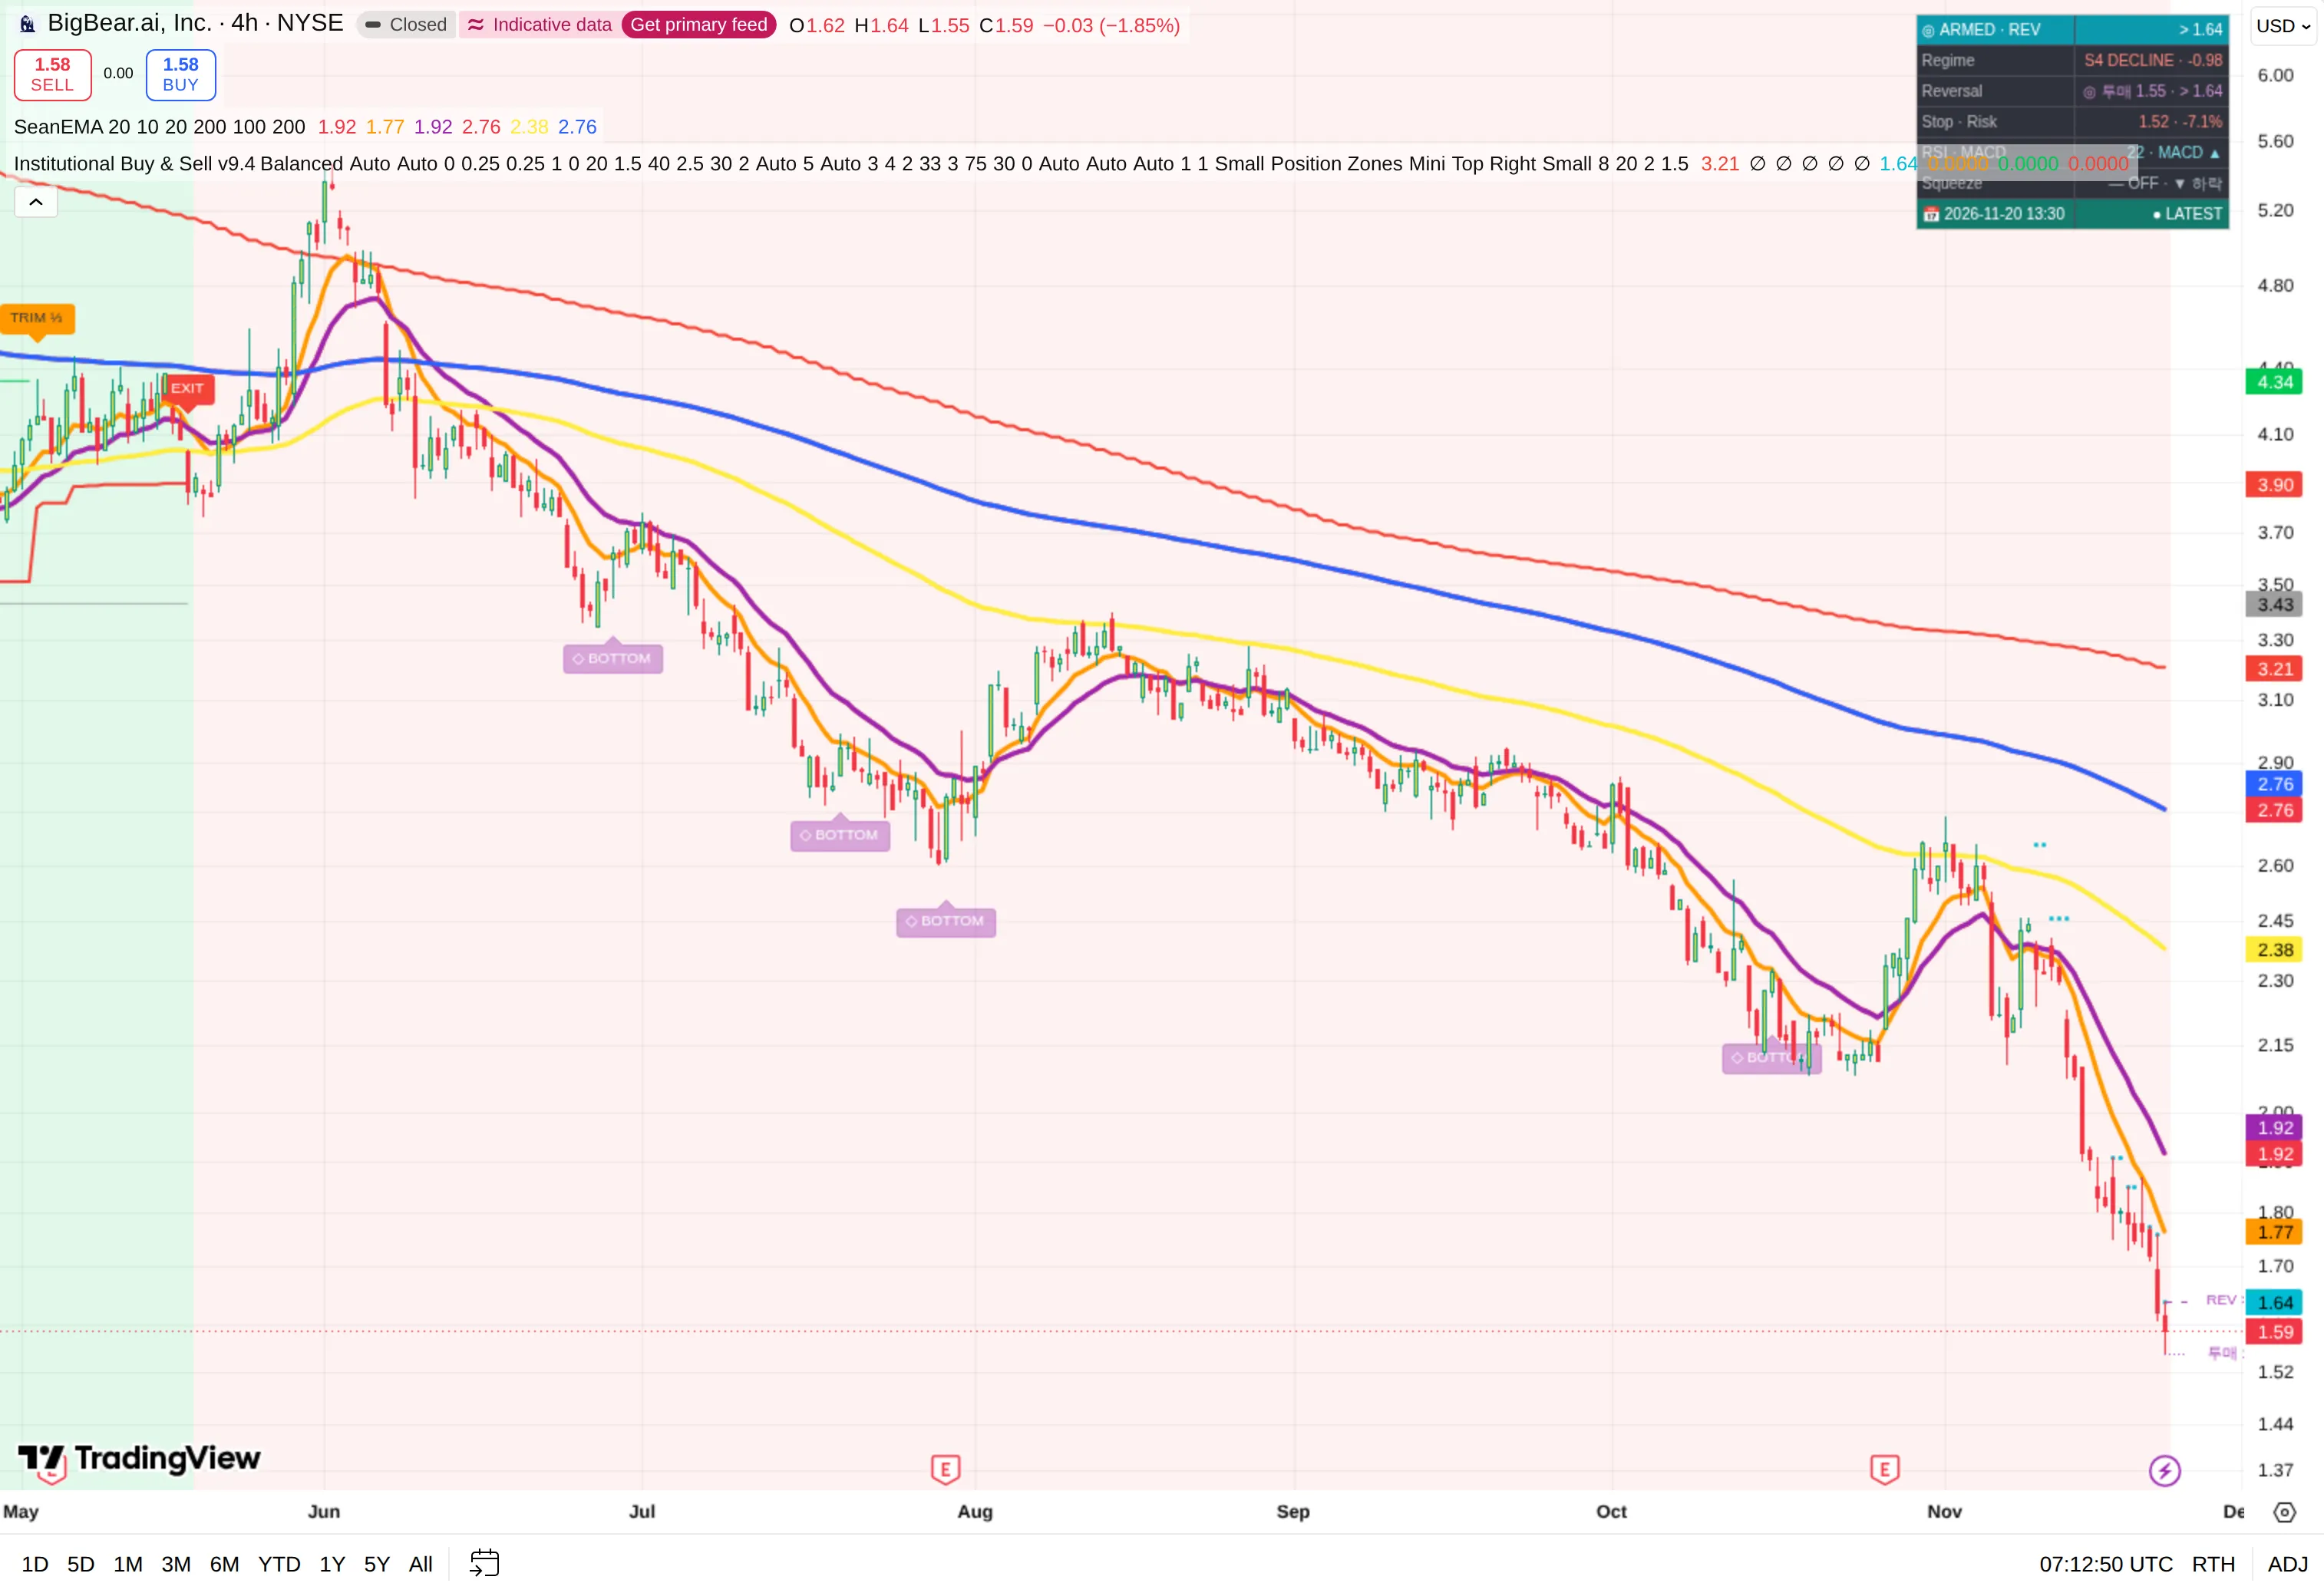 BigBear.ai, Inc. · 4h · NYSE
Closed
Indicative data
Get primary feed
O1.62 H1.64 L1.55 C1.59 −0.03 (−1.85%)
1.58
SELL
0.00
1.58
BUY
SeanEMA 20 10 20 200 100 200 1.92 1.77 1.92 2.76 2.38 2.76
Institutional Buy & Sell v9.4 Balanced Auto Auto 0 0.25 0.25 1 0 20 1.5 40 2.5 30 2 Auto 5 Auto 3 4 2 33 3 75 30 0 Auto Auto Auto 1 1 Small Position Zones Mini Top Right Small 8 20 2 1.5 3.21 ∅ ∅ ∅ ∅ ∅ 1.64 0.0000 0.0000 0.0000
◎ ARMED · REV > 1.64
Regime S4 DECLINE · -0.98
Reversal ◎ 투매 1.55 · > 1.64
Stop · Risk 1.52 · -7.1%
RSI · MACD 22 · MACD ▲
Squeeze — OFF · ▼ 하락
2026-11-20 13:30 ● LATEST
USD
6.00
5.60
5.20
4.80
4.40
4.34
4.10
3.90
3.70
3.50
3.43
3.30
3.21
3.10
2.90
2.76
2.76
2.60
2.45
2.38
2.30
2.15
2.00
1.92
1.92
1.80
1.77
1.70
1.64
1.59
1.52
1.44
1.37
TRIM ½
EXIT
◇ BOTTOM
◇ BOTTOM
◇ BOTTOM
◇ BOTTOM
REV
투매
TradingView
E
E
May Jun Jul Aug Sep Oct Nov De
1D 5D 1M 3M 6M YTD 1Y 5Y All
07:12:50 UTC RTH ADJ